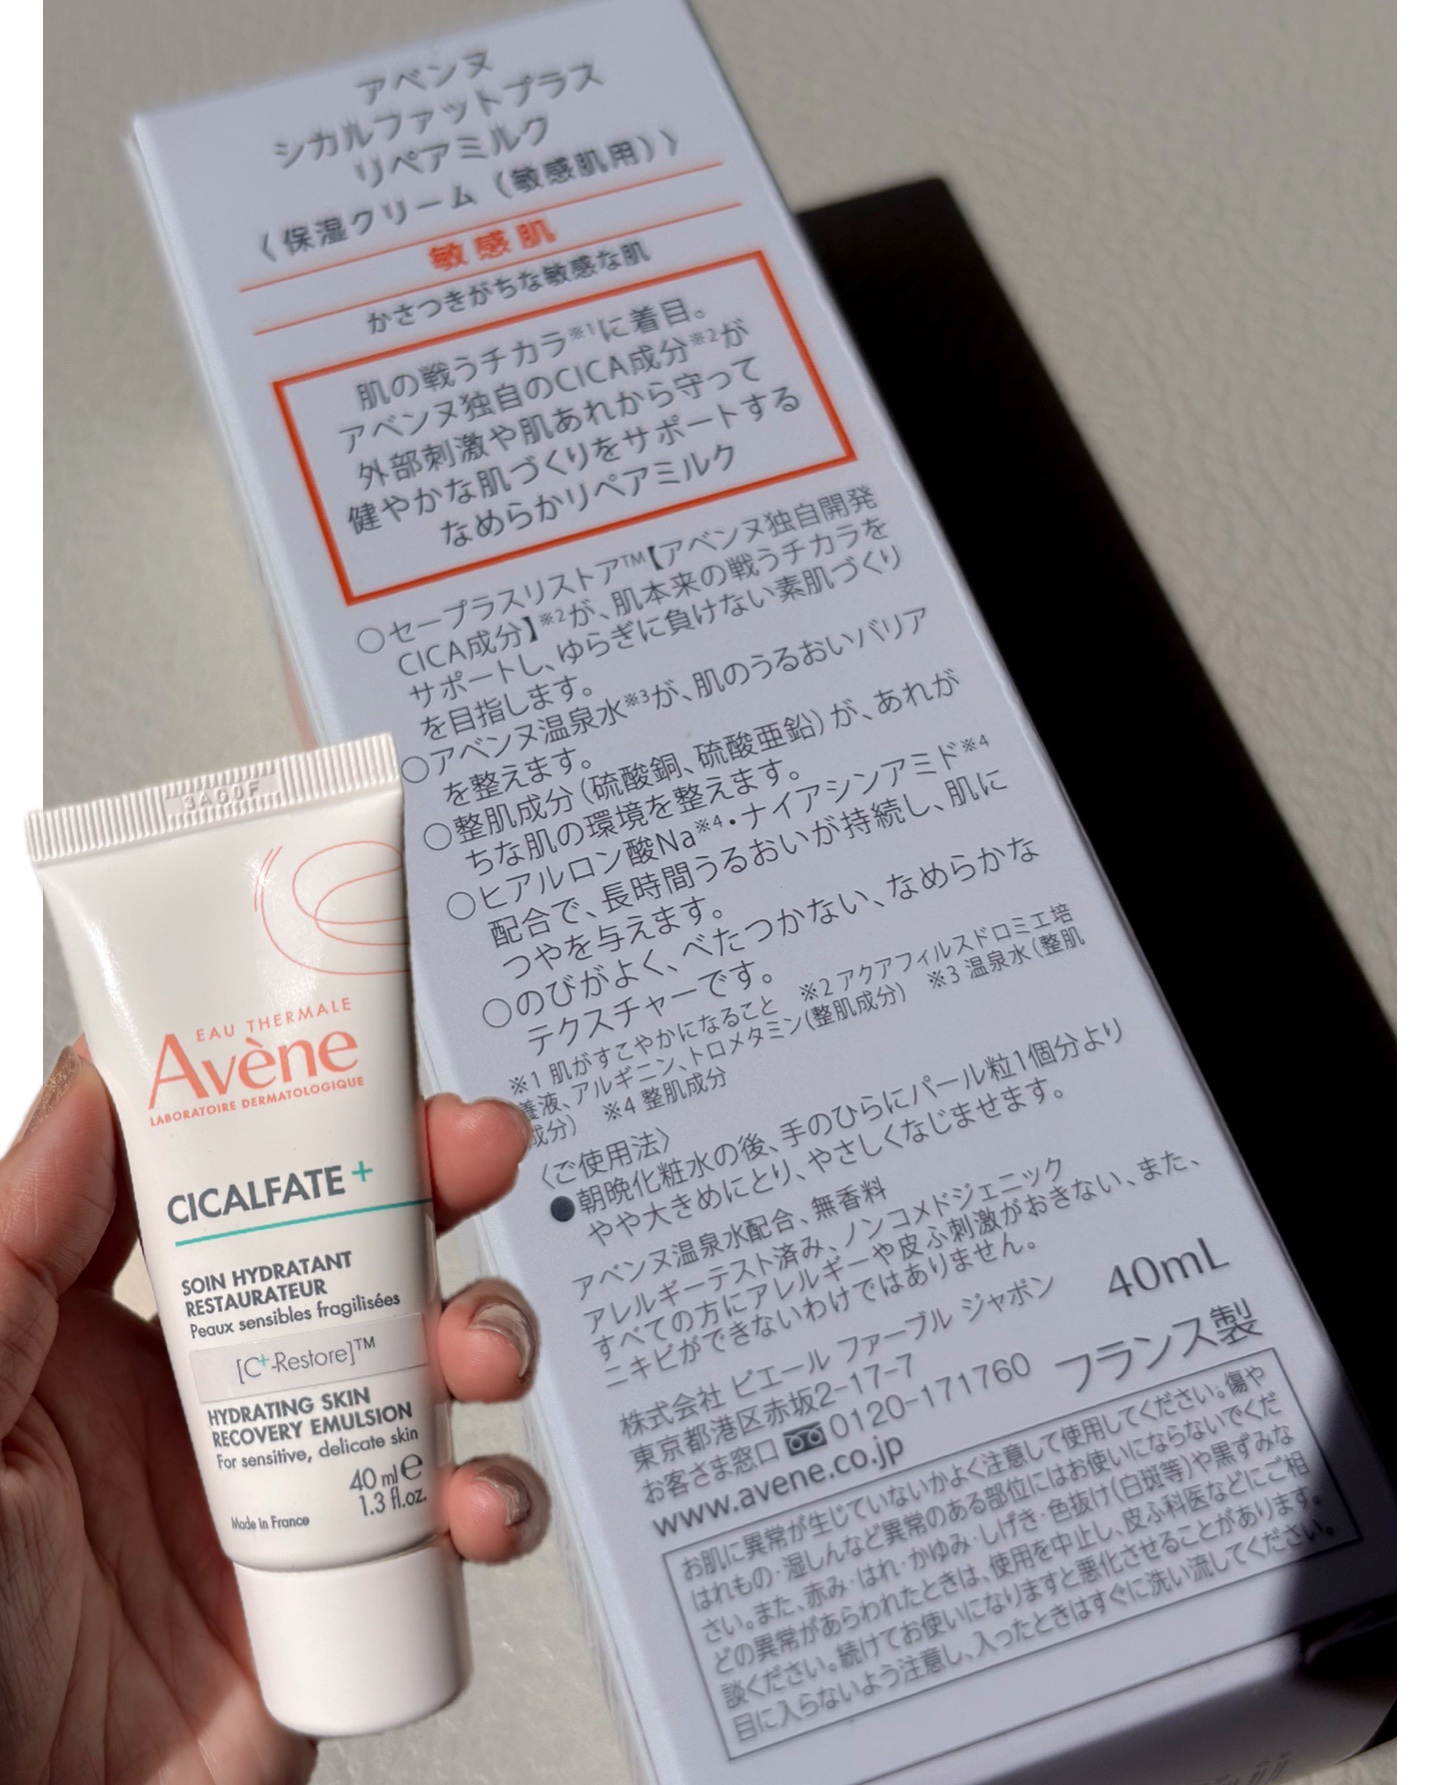 アベンヌ
シカルファットプラス
リペアミルク
〈保湿クリーム（敏感肌用）〉
敏感肌
かさつきがちな敏感な肌
肌の戦うチカラ※1に着目。
アベンヌ独自のCICA成分※2が
外部刺激や肌あれから守って
健やかな肌づくりをサポートする
なめらかリペアミルク
○セープラスリストア™【アベンヌ独自開発
CICA成分】※2が、肌本来の戦うチカラを
サポートし、ゆらぎに負けない素肌づくり
を目指します。
○アベンヌ温泉水※3が、肌のうるおいバリア
を整えます。
○整肌成分（硫酸銅、硫酸亜鉛）が、あれが
ちな肌の環境を整えます。
○ヒアルロン酸Na※4・ナイアシンアミド※4
配合で、長時間うるおいが持続し、肌に
つやを与えます。
○のびがよく、べたつかない、なめらかな
テクスチャーです。
※1 肌がすこやかになること ※2 アクアフィルスドロミエ培
養液、アルギニン、トロメタミン(整肌成分) ※3 温泉水（整肌
成分） ※4 整肌成分
〈ご使用法〉
●朝晩化粧水の後、手のひらにパール粒1個分より
やや大きめにとり、やさしくなじませます。
アベンヌ温泉水配合、無香料
アレルギーテスト済み、ノンコメドジェニック
すべての方にアレルギーや皮ふ刺激がおきない、また、
ニキビができないわけではありません。
40mL
株式会社 ピエール ファーブル ジャポン
東京都港区赤坂2-17-7
フランス製
お客さま窓口 0120-171760
www.avene.co.jp
お肌に異常が生じていないかよく注意して使用してください。傷や
はれもの・湿しんなど異常のある部位にはお使いにならないでくだ
さい。また、赤み・はれ・かゆみ・しげき・色抜け(白斑等)や黒ずみな
どの異常があらわれたときは、使用を中止し、皮ふ科医などにご相
談ください。続けてお使いになりますと悪化させることがあります。
目に入らないよう注意し、入ったときはすぐに洗い流してください。
3A00F
EAU THERMALE
Avène
LABORATOIRE DERMATOLOGIQUE
CICALFATE+
SOIN HYDRATANT
RESTAURATEUR
Peaux sensibles fragilisées
[C+-Restore]™
HYDRATING SKIN
RECOVERY EMULSION
For sensitive, delicate skin
40 ml e
1.3 fl.oz.
Made in France